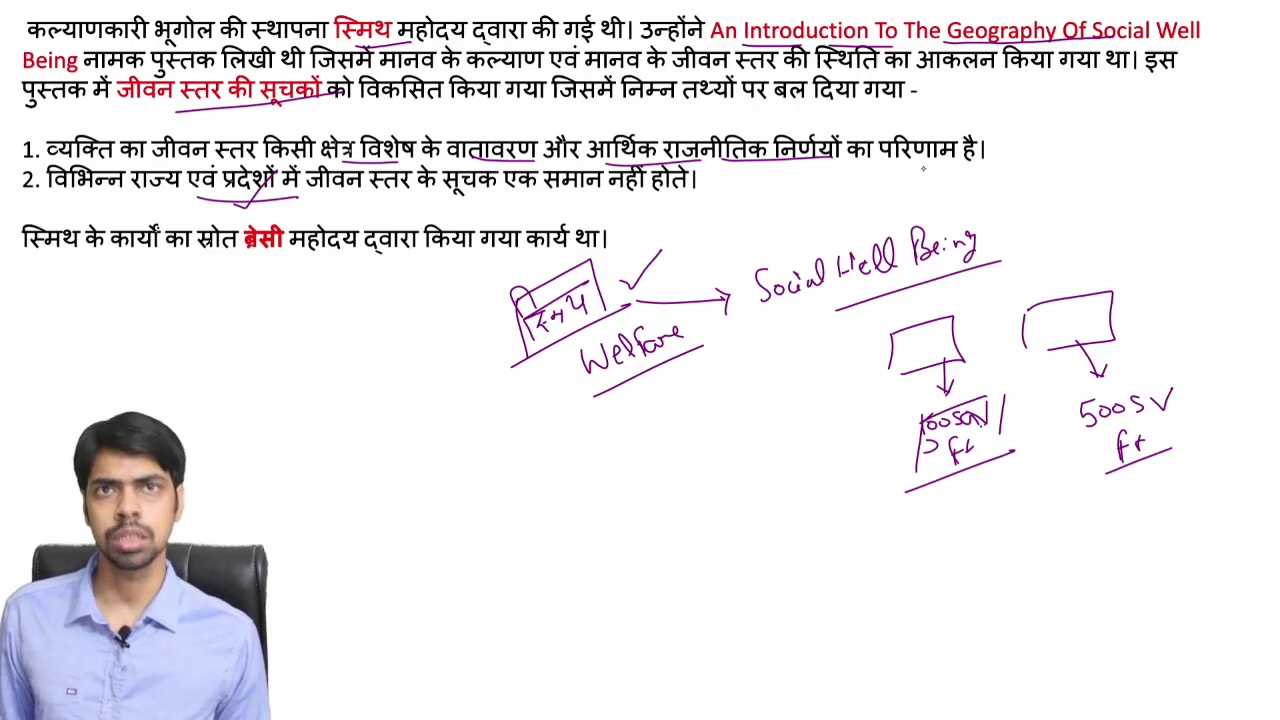 कल्याणकारी भूगोल की स्थापना स्मिथ महोदय द्वारा की गई थी। उन्होंने An Introduction To The Geography Of Social Well
Being नामक पुस्तक लिखी थी जिसमें मानव के कल्याण एवं मानव के जीवन स्तर की स्थिति का आकलन किया गया था। इस
पुस्तक में जीवन स्तर की सूचकों को विकसित किया गया जिसमें निम्न तथ्यों पर बल दिया गया -
1. व्यक्ति का जीवन स्तर किसी क्षेत्र विशेष के वातावरण और आर्थिक राजनीतिक निर्णयों का परिणाम है।
2. विभिन्न राज्य एवं प्रदेशों में जीवन स्तर के सूचक एक समान नहीं होते।
स्मिथ के कार्यों का स्रोत ब्रेसी महोदय द्वारा किया गया कार्य था।
Social Well Being
Welfare
500
ft
ft